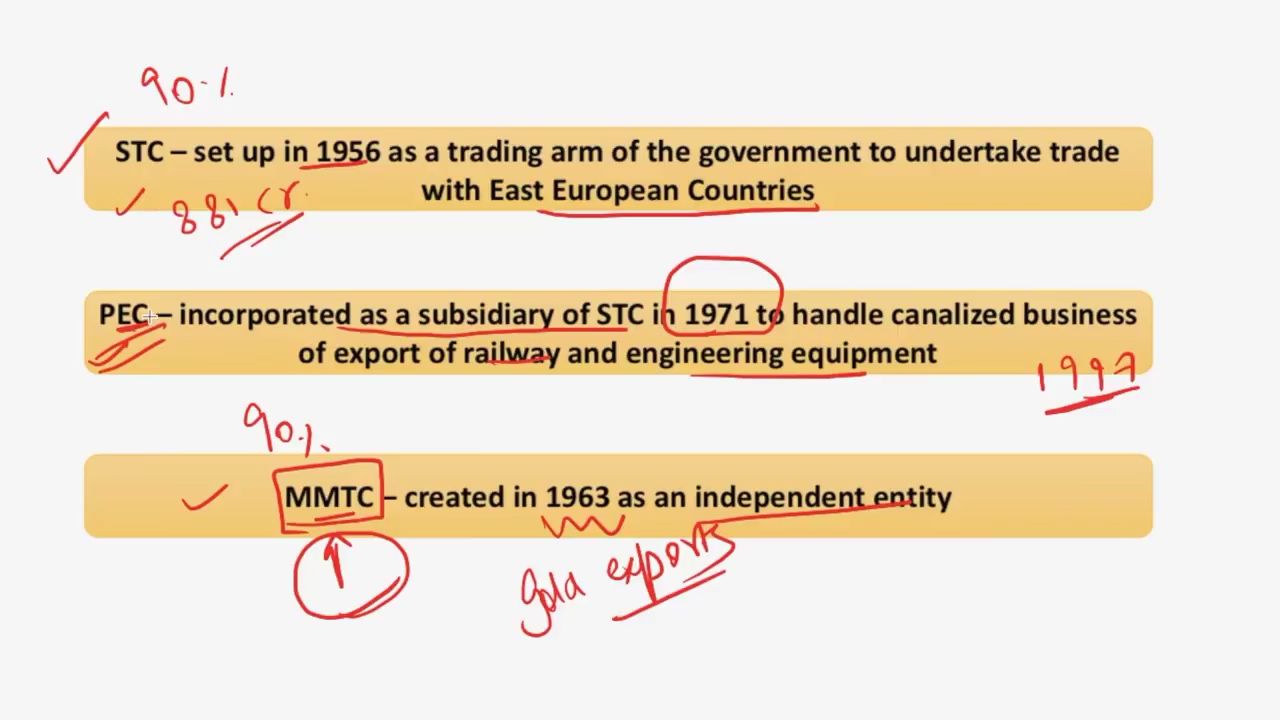 90%
STC – set up in 1956 as a trading arm of the government to undertake trade
with East European Countries
881 cr.
PEC – incorporated as a subsidiary of STC in 1971 to handle canalized business
of export of railway and engineering equipment
1997
90%
MMTC – created in 1963 as an independent entity
gold exports